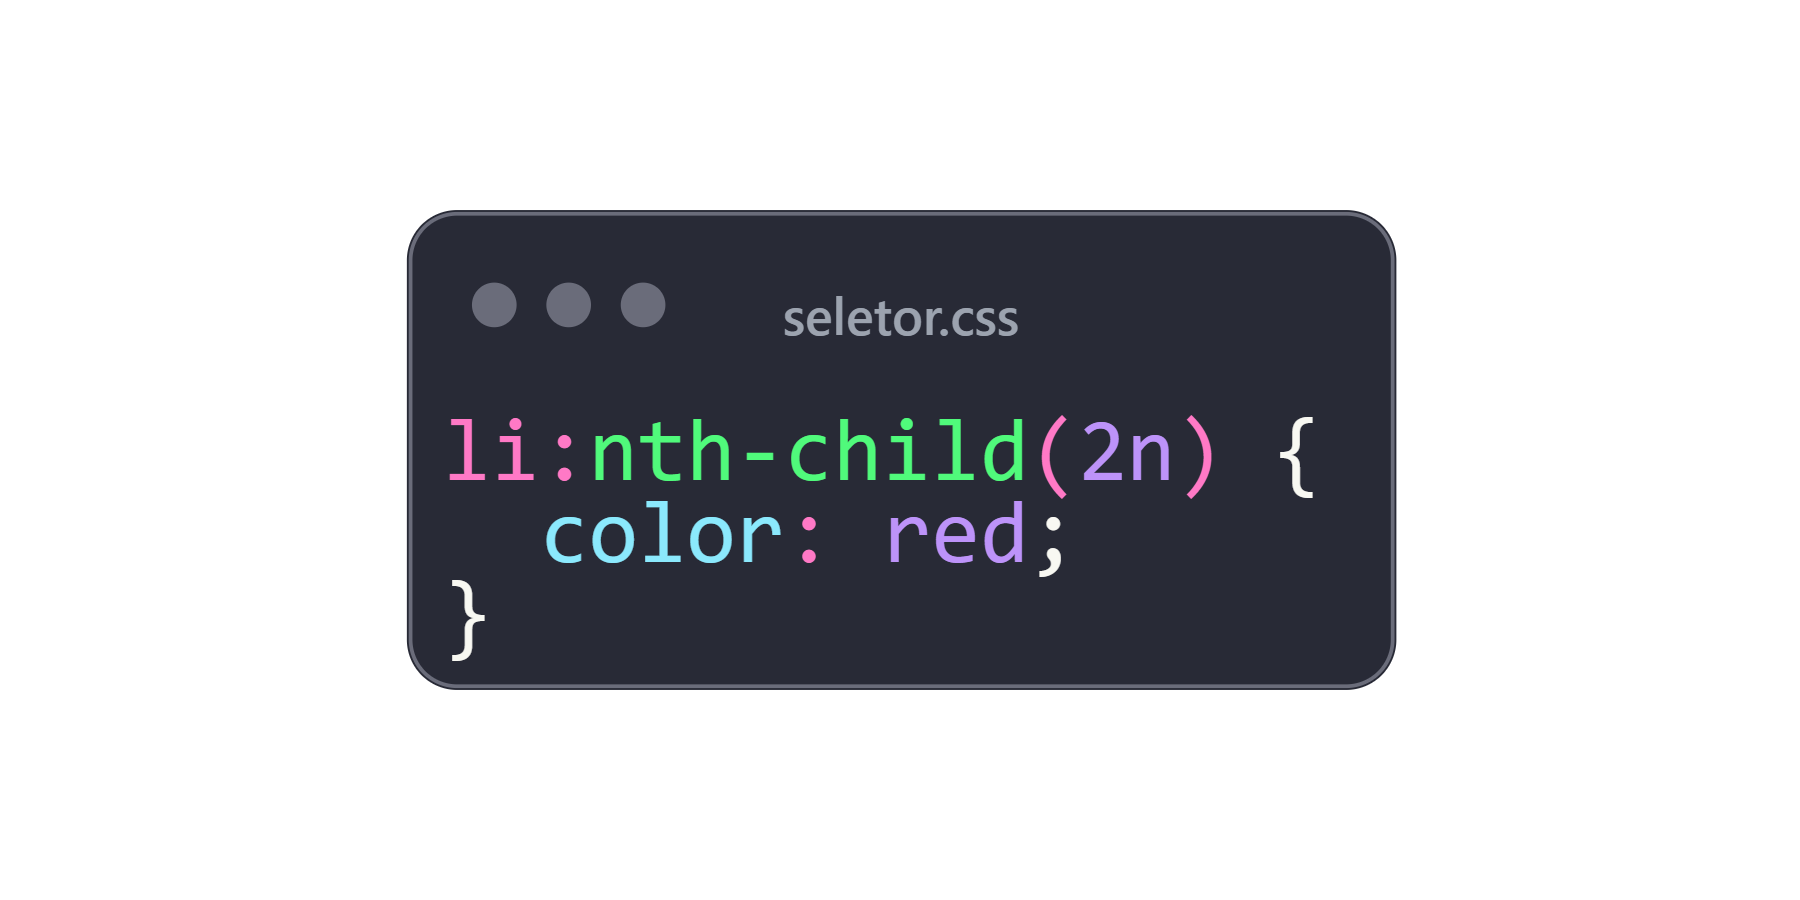 seletor.css
li:nth-child(2n) {
  color: red;
}